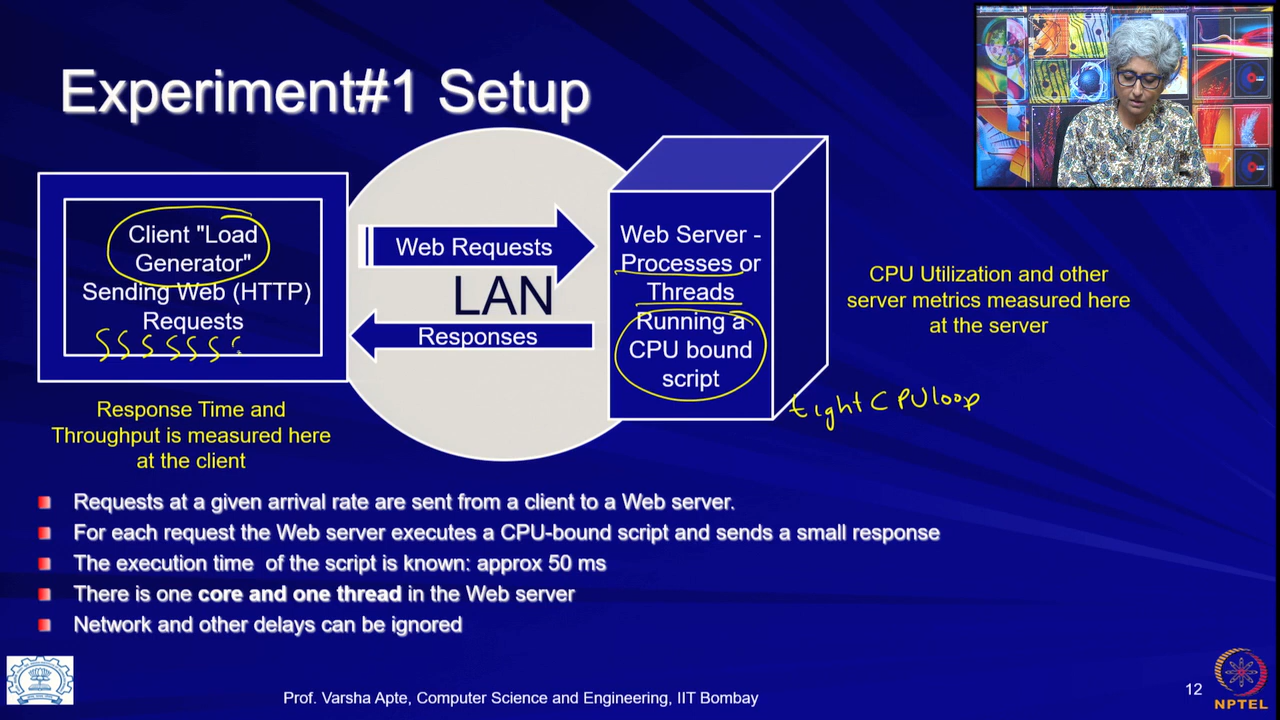 Experiment#1 Setup
Client "Load
Generator"
Sending Web (HTTP)
Requests
SSSSSS
Web Requests
LAN
Responses
Web Server -
Processes or
Threads
Running a
CPU bound
script
tight CPU loop
CPU Utilization and other
server metrics measured here
at the server
Response Time and
Throughput is measured here
at the client
Requests at a given arrival rate are sent from a client to a Web server.
For each request the Web server executes a CPU-bound script and sends a small response
The execution time of the script is known: approx 50 ms
There is one core and one thread in the Web server
Network and other delays can be ignored
Prof. Varsha Apte, Computer Science and Engineering, IIT Bombay
12
NPTEL